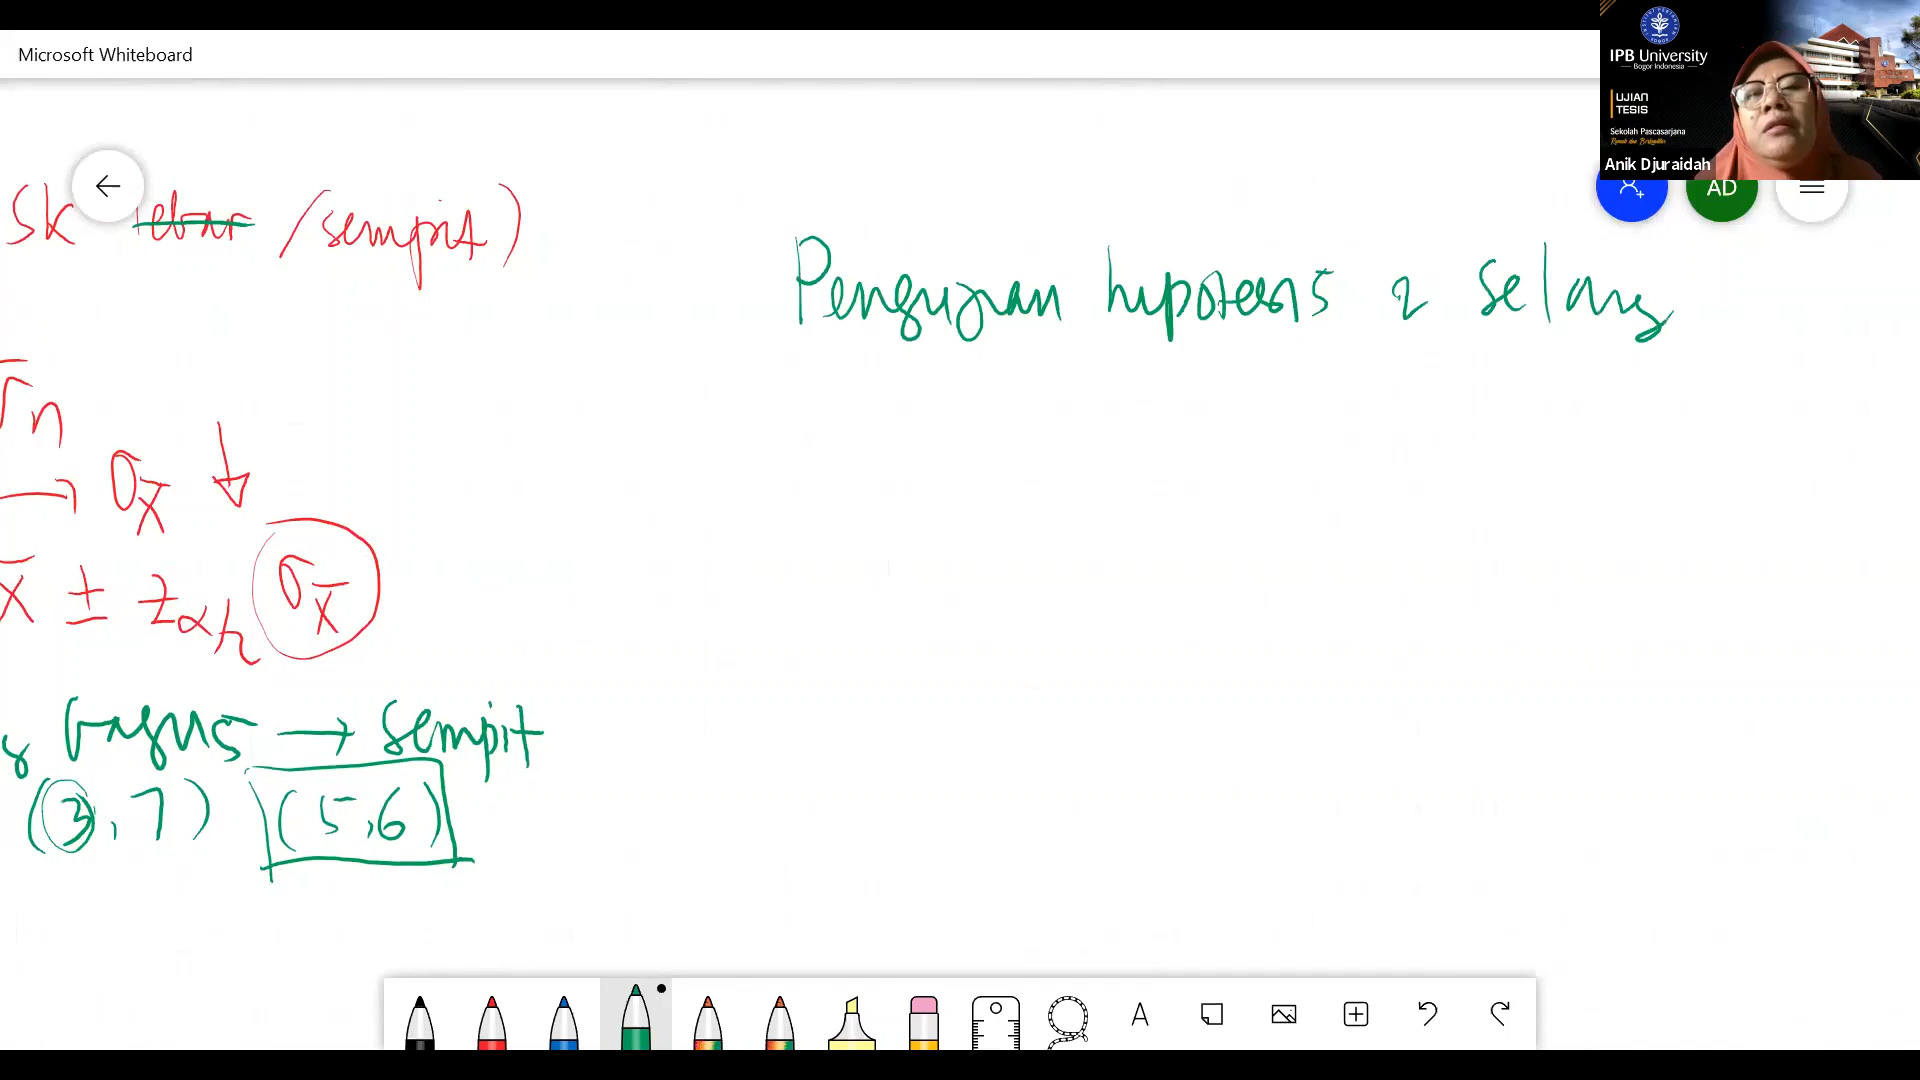 Microsoft Whiteboard
IPB University
Bogor Indonesia
UJIAN
TESIS
Sekolah Pascasarjana
Anik Djuraidah
AD
SK lebar /sempit)
Pengujian hipotesis & selang
√n
→ σx̄ ↓
x̄ ± zα/2 σx̄
bagus → sempit
(3,7) (5,6)
A